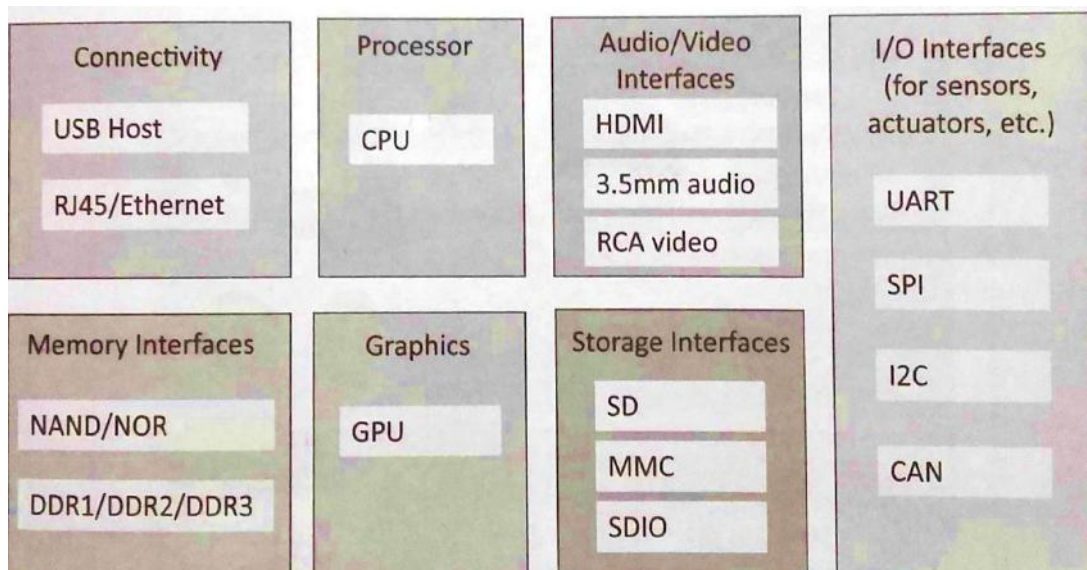 Connectivity
USB Host
RJ45/Ethernet
Processor
CPU
Audio/Video
Interfaces
HDMI
3.5mm audio
RCA video
I/O Interfaces
(for sensors,
actuators, etc.)
UART
SPI
I2C
CAN
Memory Interfaces
NAND/NOR
DDR1/DDR2/DDR3
Graphics
GPU
Storage Interfaces
SD
MMC
SDIO